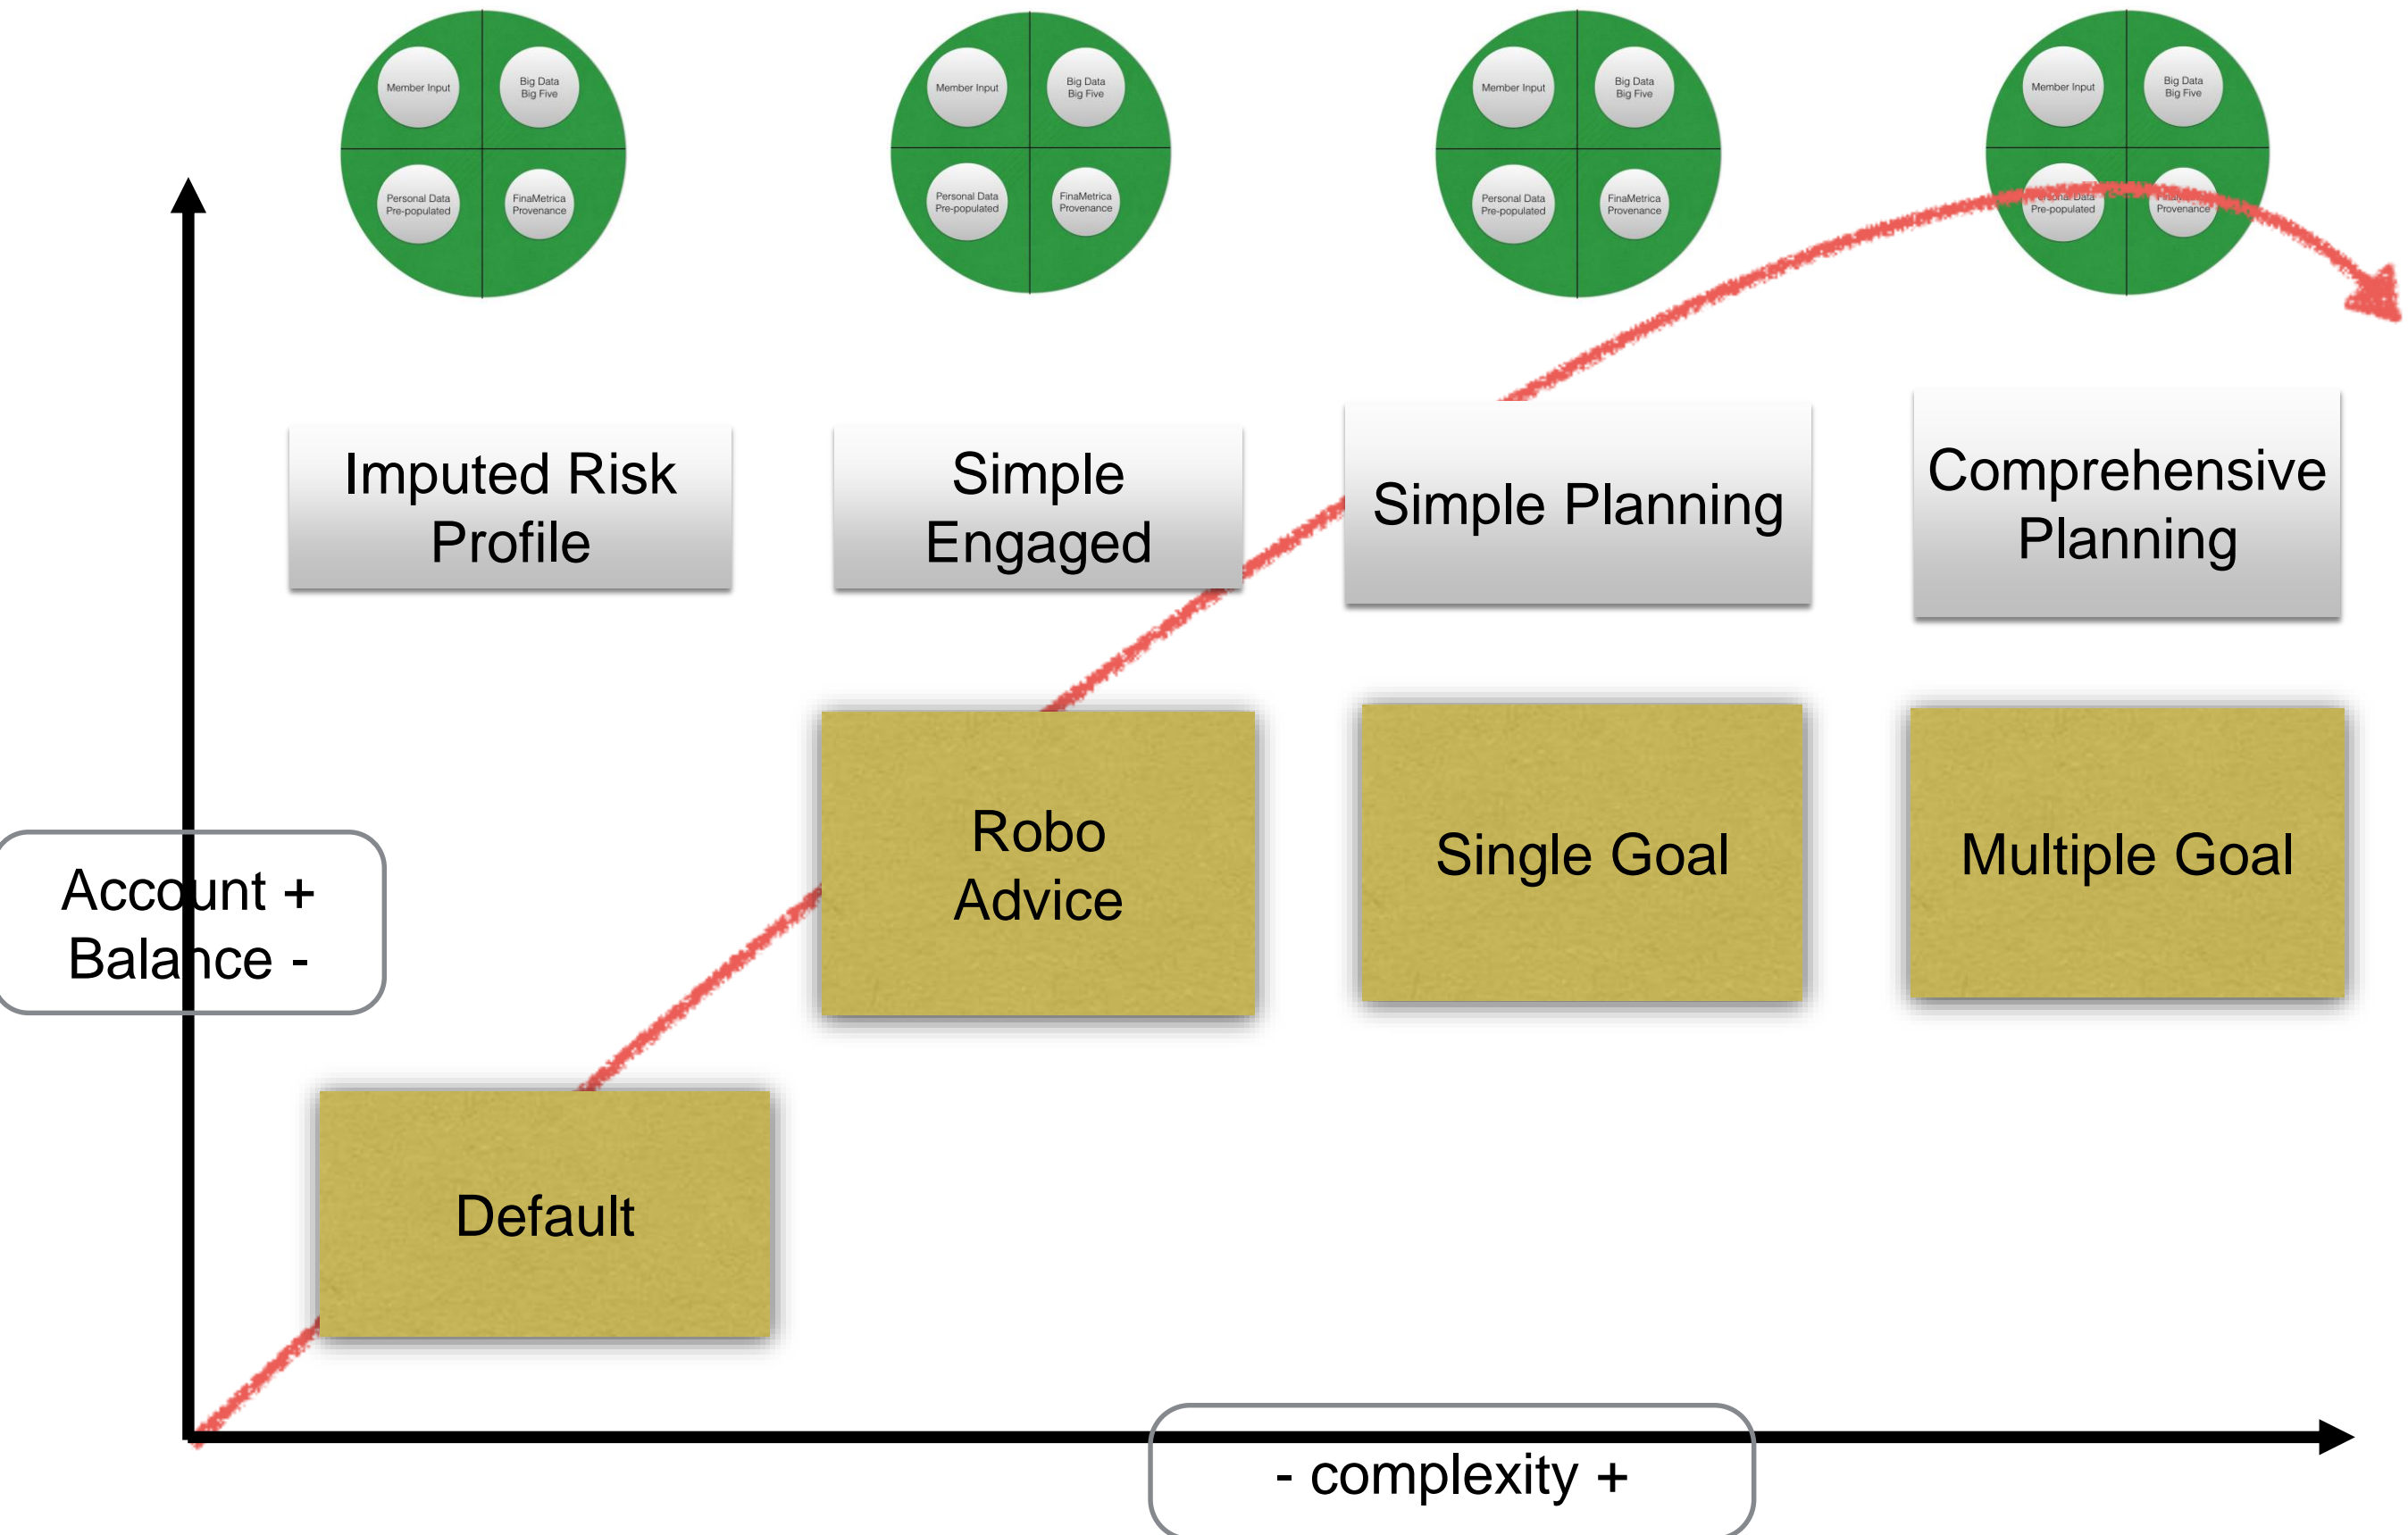 Member Input
Big Data
Big Five
Personal Data
Pre-populated
FinaMetrica
Provenance
Member Input
Big Data
Big Five
Personal Data
Pre-populated
FinaMetrica
Provenance
Member Input
Big Data
Big Five
Personal Data
Pre-populated
FinaMetrica
Provenance
Member Input
Big Data
Big Five
Personal Data
Pre-populated
FinaMetrica
Provenance
Imputed Risk
Profile
Simple
Engaged
Simple Planning
Comprehensive
Planning
Robo
Advice
Single Goal
Multiple Goal
Account +
Balance -
Default
- complexity +